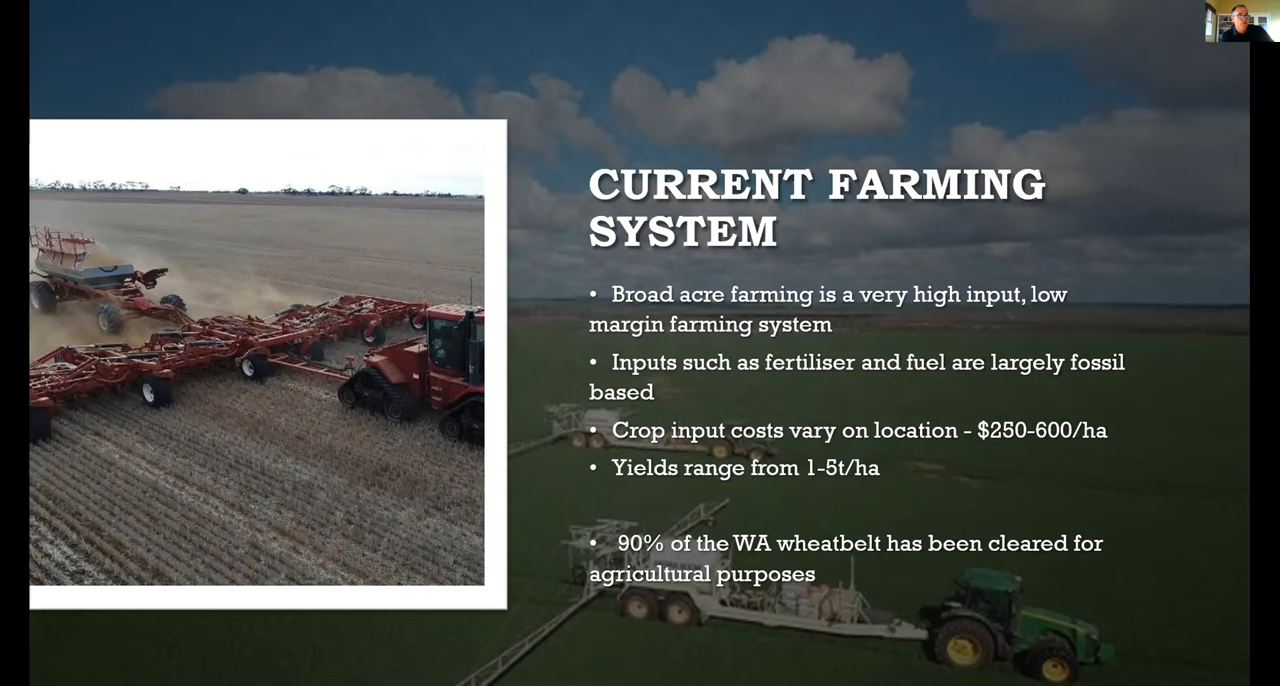 CURRENT FARMING
SYSTEM
• Broad acre farming is a very high input, low
margin farming system
• Inputs such as fertiliser and fuel are largely fossil
based
• Crop input costs vary on location - $250-600/ha
• Yields range from 1-5t/ha
• 90% of the WA wheatbelt has been cleared for
agricultural purposes